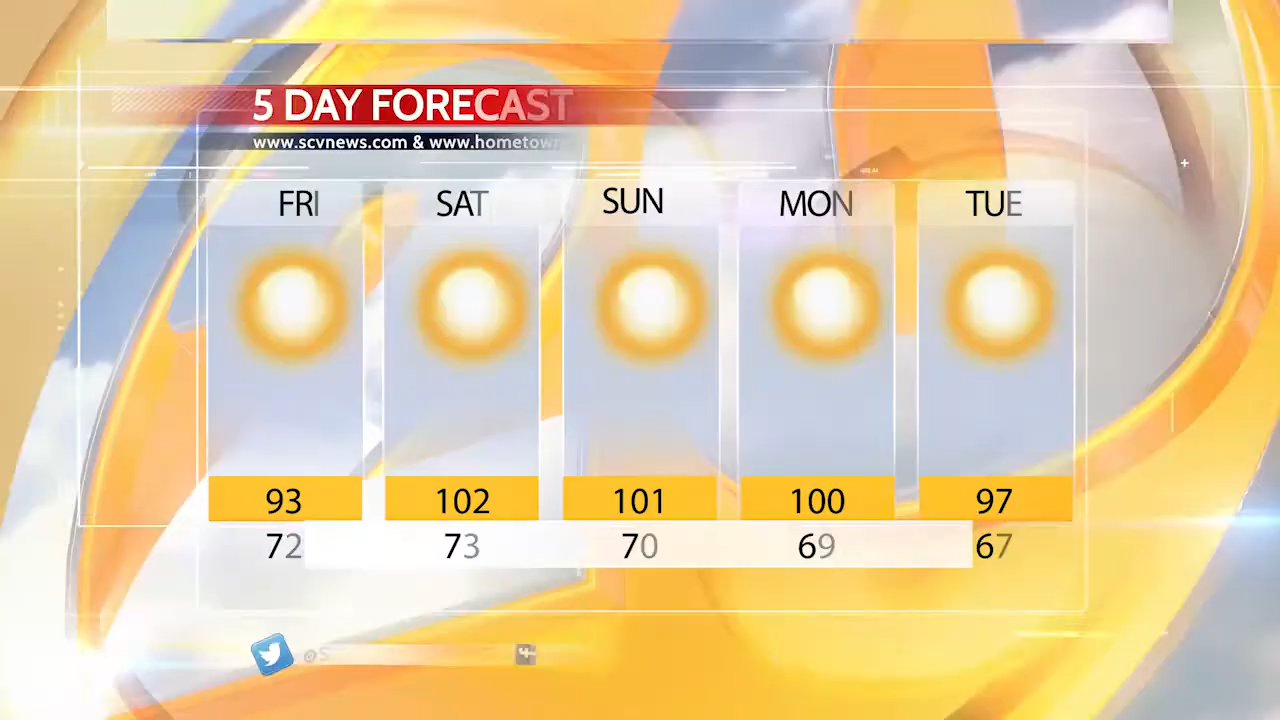 5 DAY FORECAST
www.scvnews.com & www.hometown
FRI SAT SUN MON TUE
93 102 101 100 97
72 73 70 69 67
@S